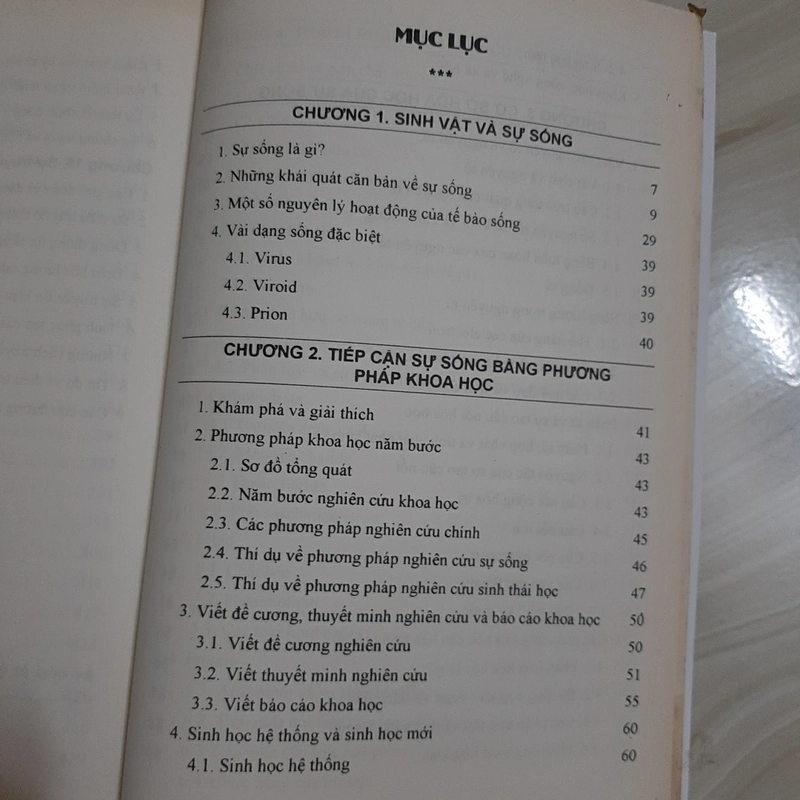 MỤC LỤC
***
CHƯƠNG 1. SINH VẬT VÀ SỰ SỐNG
1. Sự sống là gì? 7
2. Những khái quát căn bản về sự sống 9
3. Một số nguyên lý hoạt động của tế bào sống 29
4. Vài dạng sống đặc biệt 39
4.1. Virus 39
4.2. Viroid 39
4.3. Prion 40
CHƯƠNG 2. TIẾP CẬN SỰ SỐNG BẰNG PHƯƠNG
PHÁP KHOA HỌC
1. Khám phá và giải thích 41
2. Phương pháp khoa học năm bước 43
2.1. Sơ đồ tổng quát 43
2.2. Năm bước nghiên cứu khoa học 43
2.3. Các phương pháp nghiên cứu chính 45
2.4. Thí dụ về phương pháp nghiên cứu sự sống 46
2.5. Thí dụ về phương pháp nghiên cứu sinh thái học 47
3. Viết đề cương, thuyết minh nghiên cứu và báo cáo khoa học 50
3.1. Viết đề cương nghiên cứu 50
3.2. Viết thuyết minh nghiên cứu 51
3.3. Viết báo cáo khoa học 55
4. Sinh học hệ thống và sinh học mới 60
4.1. Sinh học hệ thống 60